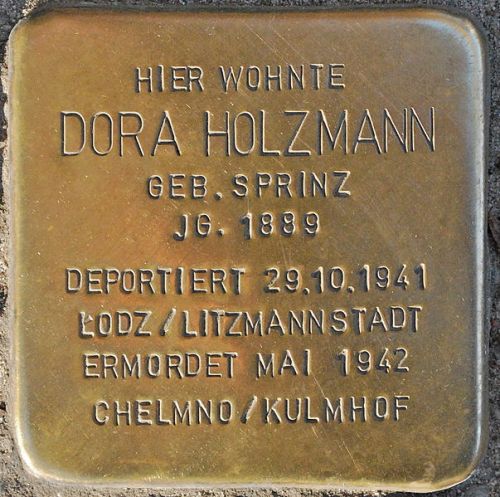 HIER WOHNTE
DORA HOLZMANN
GEB. SPRINZ
JG. 1889
DEPORTIERT 29.10.1941
ŁODZ/LITZMANNSTADT
ERMORDET MAI 1942
CHELMNO/KULMHOF